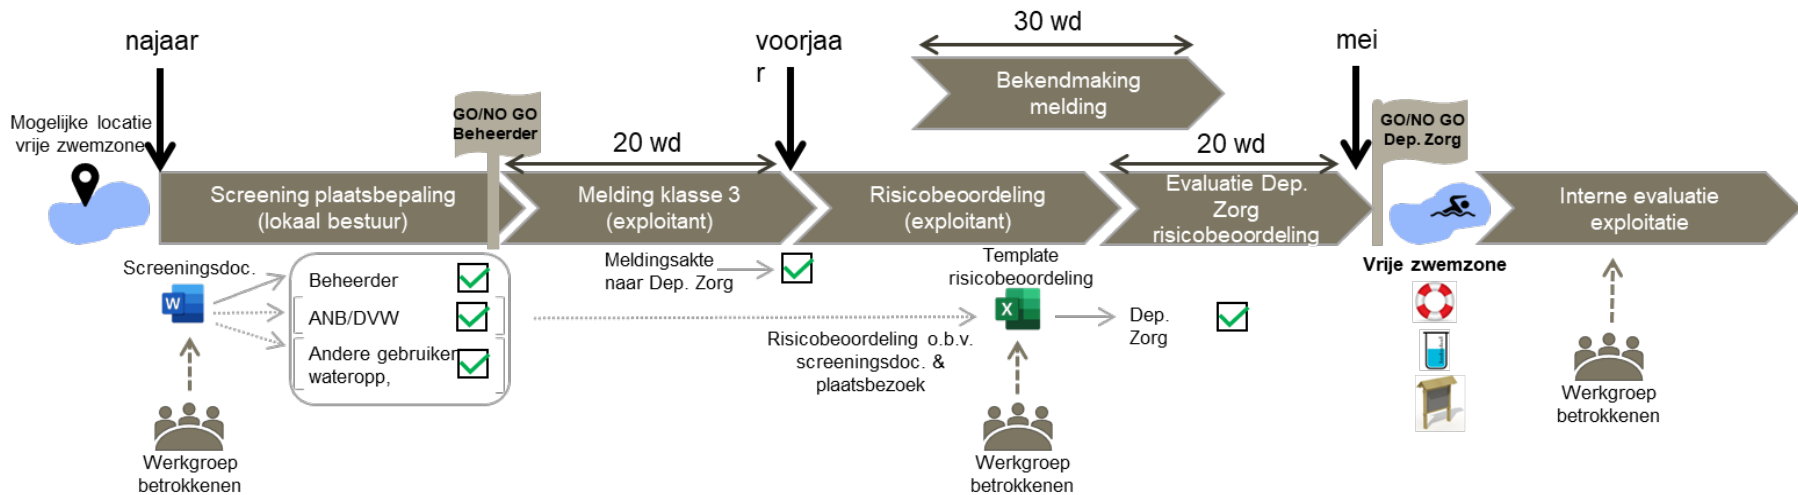 najaar
voorjaa
r
30 wd
mei
Bekendmaking
melding
GO/NO GO
Beheerder
GO/NO GO
Dep. Zorg
Mogelijke locatie
vrije zwemzone
20 wd
20 wd
Screening plaatsbepaling
(lokaal bestuur)
Melding klasse 3
(exploitant)
Risicobeoordeling
(exploitant)
Evaluatie Dep.
Zorg
risicobeoordeling
Interne evaluatie
exploitatie
Screeningsdoc.
W
Beheerder
ANB/DVW
Andere gebruiker
wateropp,
Meldingsakte
naar Dep. Zorg
Template
risicobeoordeling
X
Risicobeoordeling o.b.v.
screeningsdoc. &
plaatsbezoek
Dep.
Zorg
Vrije zwemzone
Werkgroep
betrokkenen
Werkgroep
betrokkenen
Werkgroep
betrokkenen